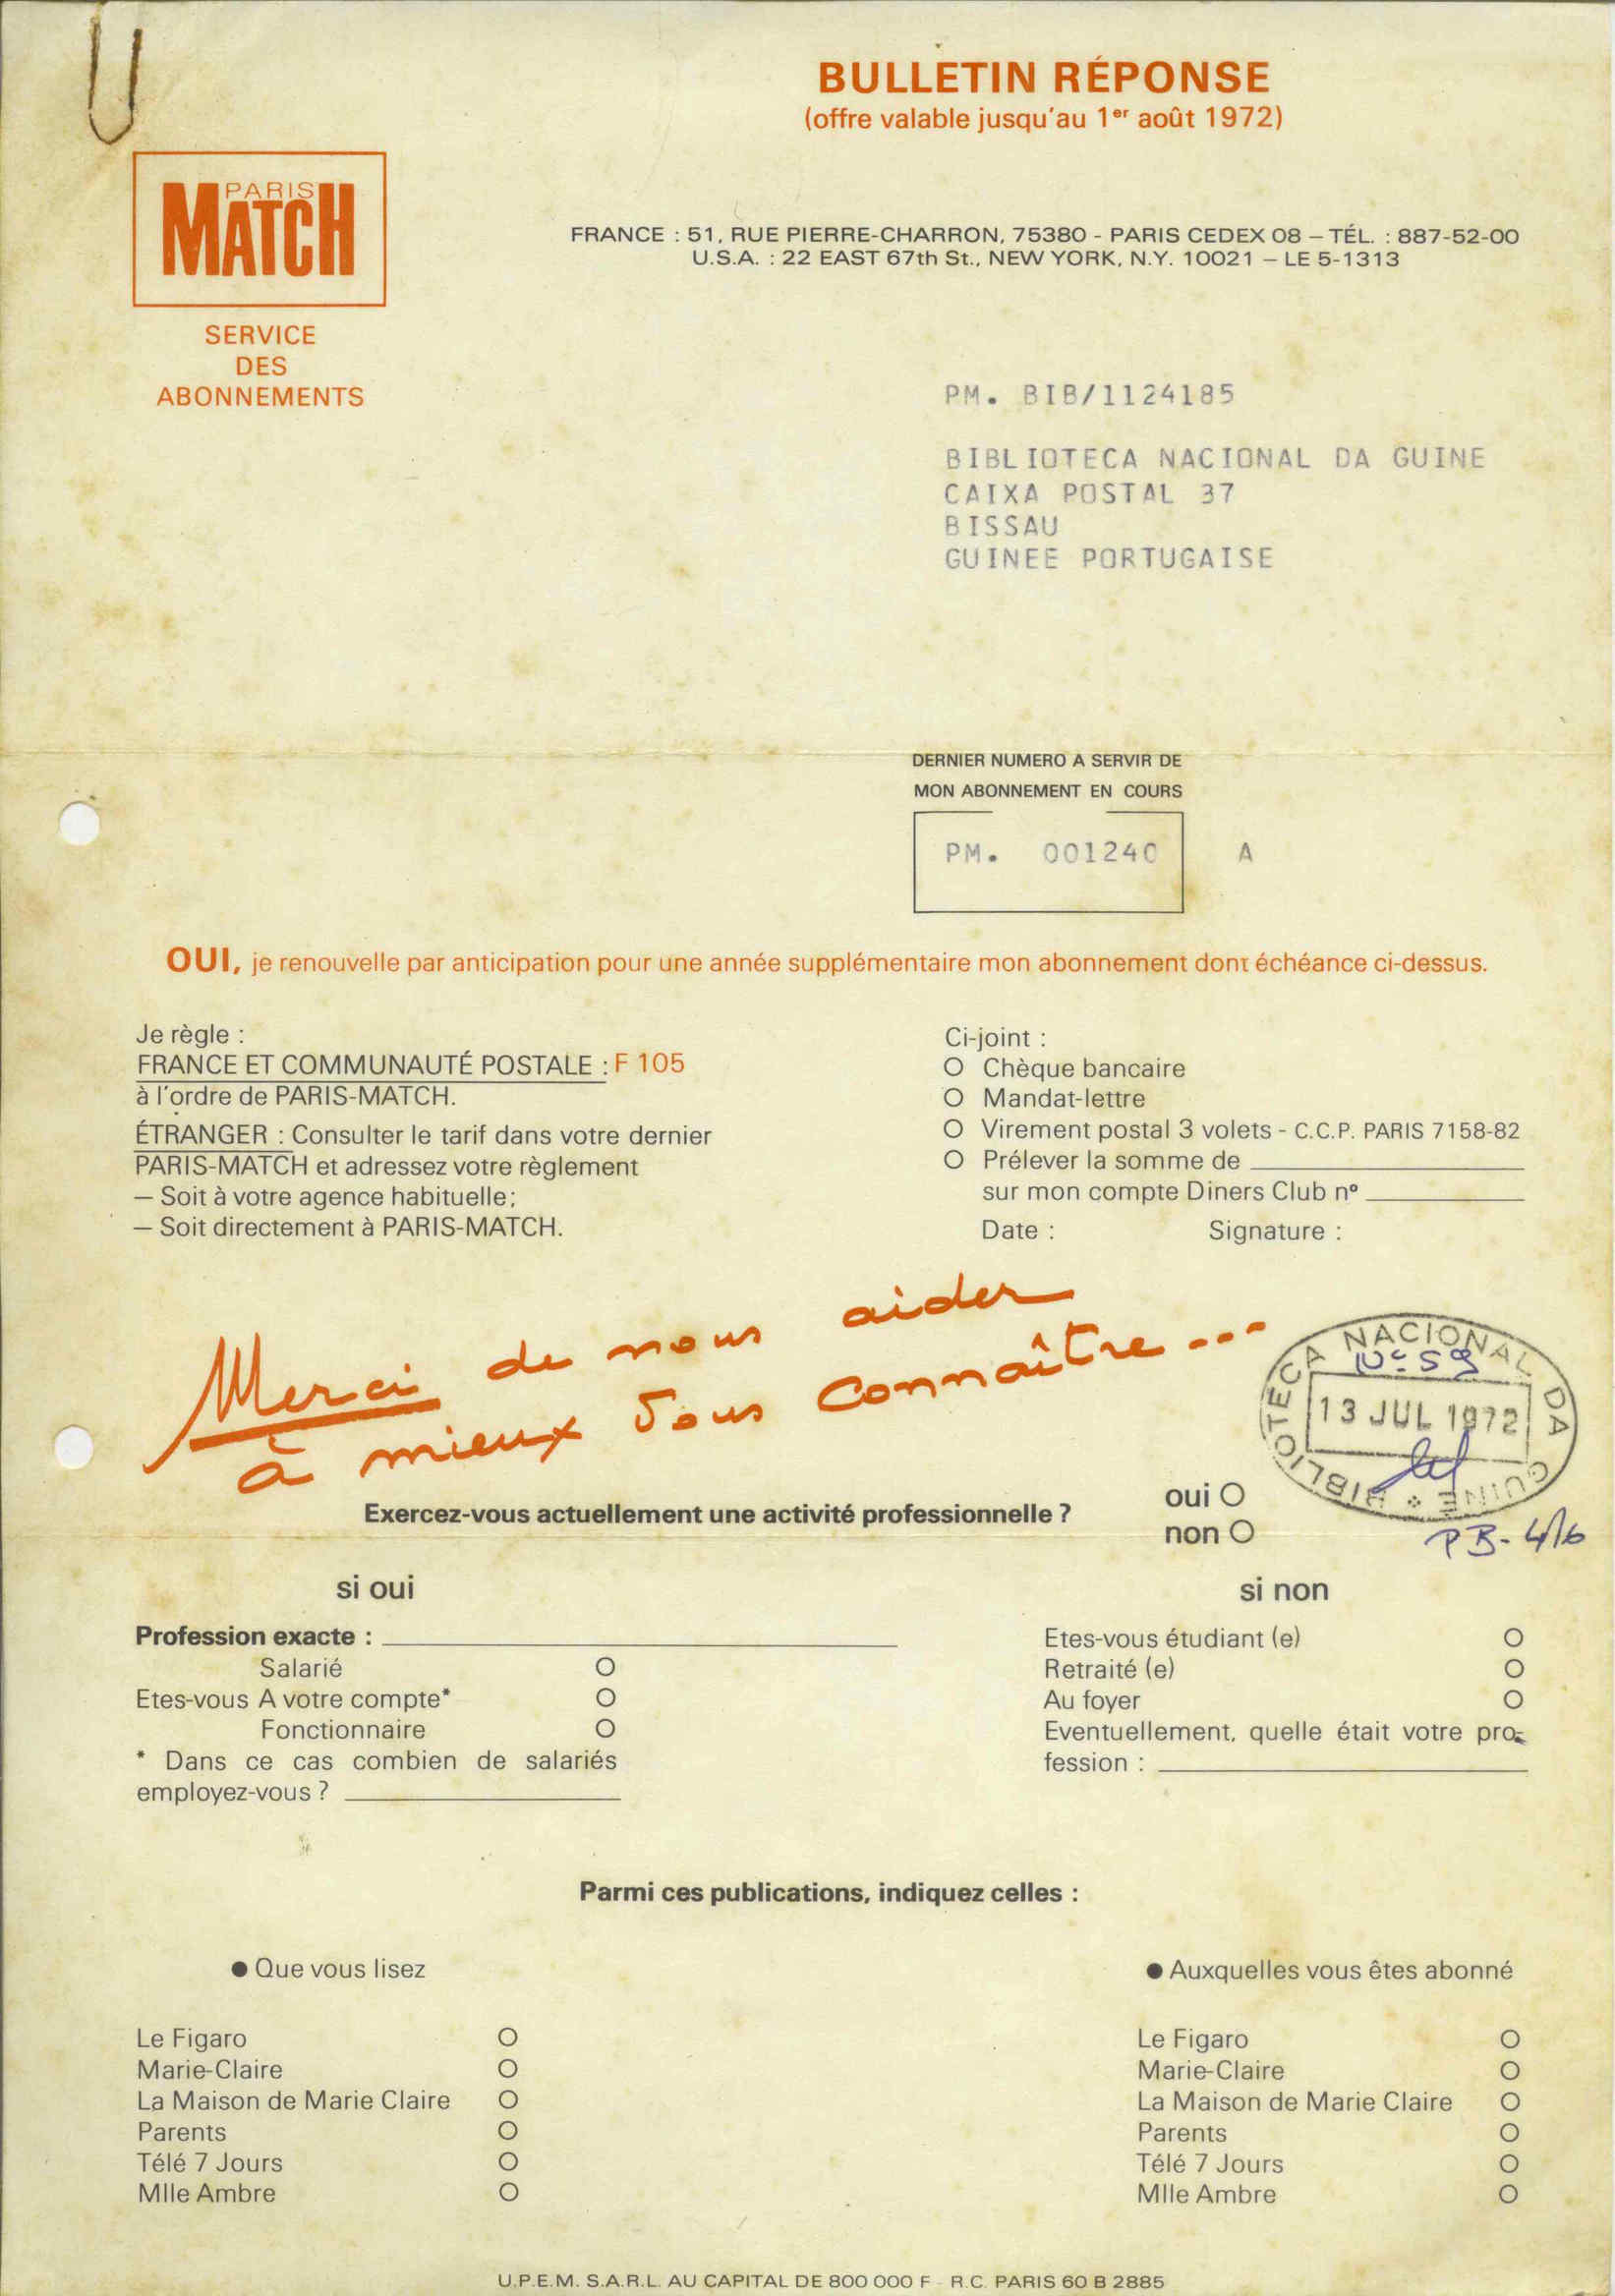 BULLETIN RÉPONSE
(offre valable jusqu'au 1er août 1972)
PARIS
MATCH
SERVICE
DES
ABONNEMENTS
FRANCE : 51, RUE PIERRE-CHARRON, 75380 - PARIS CEDEX 08 – TÉL. : 887-52-00
U.S.A. : 22 EAST 67th St., NEW YORK, N.Y. 10021 – LE 5-1313
PM. BIB/1124185
BIBLIOTECA NACIONAL DA GUINE
CAIXA POSTAL 37
BISSAU
GUINEE PORTUGAISE
DERNIER NUMERO A SERVIR DE
MON ABONNEMENT EN COURS
PM. 001240 A
OUI, je renouvelle par anticipation pour une année supplémentaire mon abonnement dont échéance ci-dessus.
Je règle :
FRANCE ET COMMUNAUTÉ POSTALE : F 105
à l'ordre de PARIS-MATCH.
ÉTRANGER : Consulter le tarif dans votre dernier
PARIS-MATCH et adressez votre règlement
— Soit à votre agence habituelle;
— Soit directement à PARIS-MATCH.
Ci-joint :
O Chèque bancaire
O Mandat-lettre
O Virement postal 3 volets - C.C.P. PARIS 7158-82
O Prélever la somme de
sur mon compte Diners Club nº
Date : Signature :
Merci de nous aider
à mieux vous connaître...
BIBLIOTECA NACIONAL DA GUINE
Nº 59
13 JUL 1972
PB-4/6
Exercez-vous actuellement une activité professionnelle ?
oui O
non O
si oui
Profession exacte :
Salarié O
Etes-vous A votre compte* O
Fonctionnaire O
* Dans ce cas combien de salariés
employez-vous ?
si non
Etes-vous étudiant (e) O
Retraité (e) O
Au foyer O
Eventuellement, quelle était votre pro-
fession :
Parmi ces publications, indiquez celles :
● Que vous lisez
Le Figaro O
Marie-Claire O
La Maison de Marie Claire O
Parents O
Télé 7 Jours O
Mlle Ambre O
● Auxquelles vous êtes abonné
Le Figaro O
Marie-Claire O
La Maison de Marie Claire O
Parents O
Télé 7 Jours O
Mlle Ambre O
U.P.E.M. S.A.R.L. AU CAPITAL DE 800 000 F - R.C. PARIS 60 B 2885